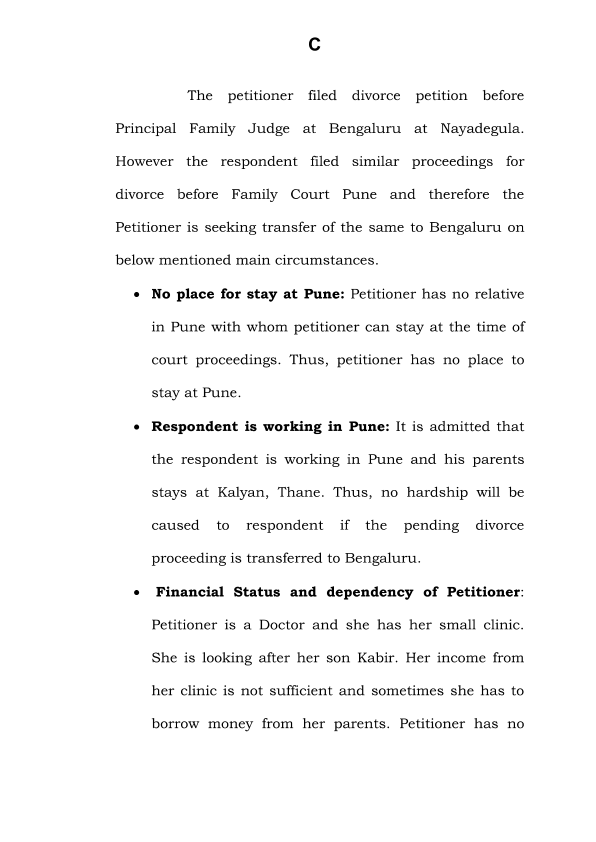 C
The petitioner filed divorce petition before
Principal Family Judge at Bengaluru at Nayadegula.
However the respondent filed similar proceedings for
divorce before Family Court Pune and therefore the
Petitioner is seeking transfer of the same to Bengaluru on
below mentioned main circumstances.
• No place for stay at Pune: Petitioner has no relative
in Pune with whom petitioner can stay at the time of
court proceedings. Thus, petitioner has no place to
stay at Pune.
• Respondent is working in Pune: It is admitted that
the respondent is working in Pune and his parents
stays at Kalyan, Thane. Thus, no hardship will be
caused to respondent if the pending divorce
proceeding is transferred to Bengaluru.
• Financial Status and dependency of Petitioner:
Petitioner is a Doctor and she has her small clinic.
She is looking after her son Kabir. Her income from
her clinic is not sufficient and sometimes she has to
borrow money from her parents. Petitioner has no